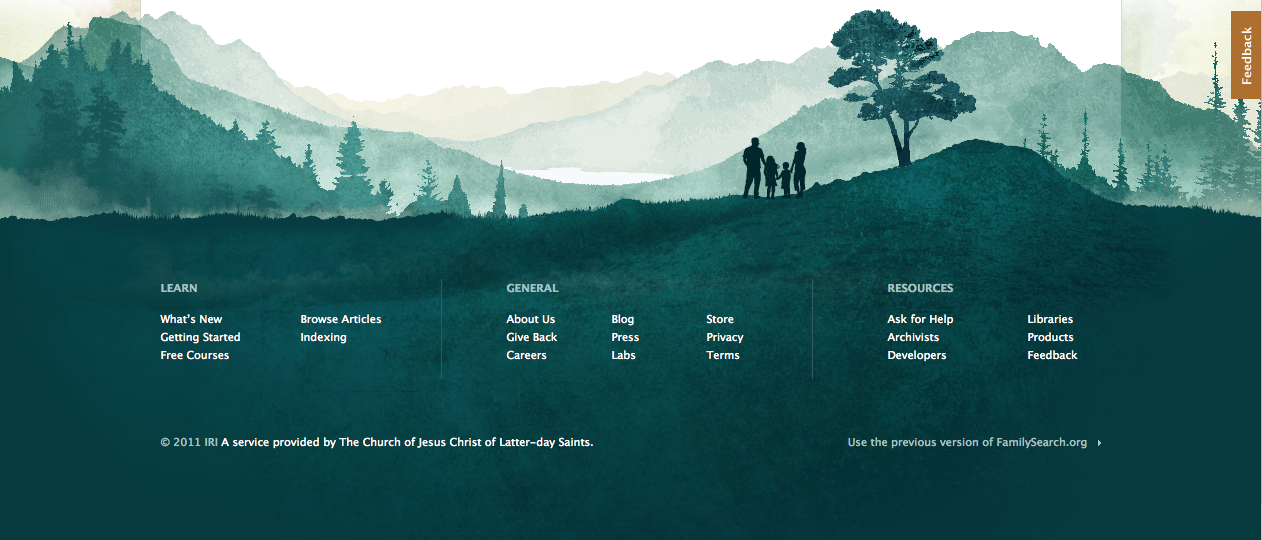 Feedback
LEARN
What's New
Getting Started
Free Courses
Browse Articles
Indexing
GENERAL
About Us
Give Back
Careers
Blog
Press
Labs
Store
Privacy
Terms
RESOURCES
Ask for Help
Archivists
Developers
Libraries
Products
Feedback
© 2011 IRI A service provided by The Church of Jesus Christ of Latter-day Saints.
Use the previous version of FamilySearch.org